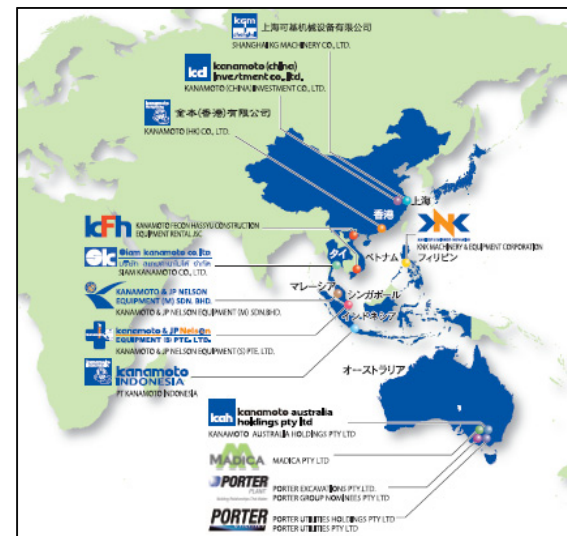 kgm
上海可基机械设备有限公司
SHANGHAI KG MACHINERY CO., LTD.
kd
kanamoto (china)
investment co., ltd.
KANAMOTO (CHINA) INVESTMENT CO., LTD.
金本(香港)有限公司
KANAMOTO (HK) CO., LTD.
上海
香港
kFh
KANAMOTO FECON HASSYU CONSTRUCTION
EQUIPMENT RENTAL JSC
KNK
KNK MACHINERY & EQUIPMENT CORPORATION
フィリピン
タイ
ベトナム
sk
Siam kanamoto co., ltd
SIAM KANAMOTO CO., LTD.
マレーシア
シンガポール
インドネシア
KANAMOTO & JP NELSON
EQUIPMENT (M) SDN. BHD.
KANAMOTO & JP NELSON EQUIPMENT (M) SDN.BHD.
kanamoto & JP Nelson
EQUIPMENT (S) PTE. LTD.
KANAMOTO & JP NELSON EQUIPMENT (S) PTE. LTD.
kanamoto
INDONESIA
PT KANAMOTO INDONESIA
オーストラリア
kah
kanamoto australia
holdings pty ltd
KANAMOTO AUSTRALIA HOLDINGS PTY LTD
MADICA
MADICA PTY LTD
PORTER
PLANT
PORTER EXCAVATIONS PTY.LTD.
PORTER GROUP NOMINEES PTY LTD
PORTER
PORTER UTILITIES HOLDINGS PTY LTD
PORTER UTILITIES PTY LTD